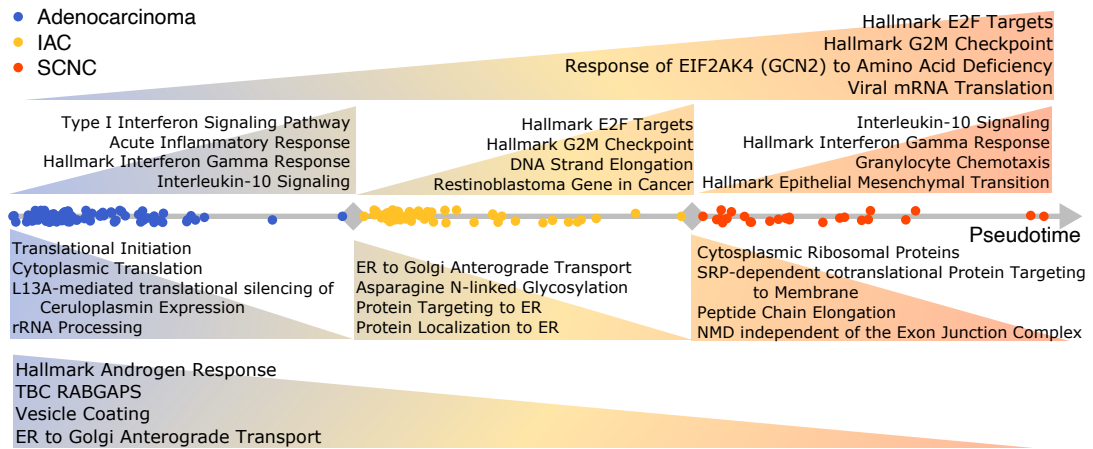 Adenocarcinoma
IAC
SCNC
Hallmark E2F Targets
Hallmark G2M Checkpoint
Response of EIF2AK4 (GCN2) to Amino Acid Deficiency
Viral mRNA Translation
Type I Interferon Signaling Pathway
Acute Inflammatory Response
Hallmark Interferon Gamma Response
Interleukin-10 Signaling
Hallmark E2F Targets
Hallmark G2M Checkpoint
DNA Strand Elongation
Restinoblastoma Gene in Cancer
Interleukin-10 Signaling
Hallmark Interferon Gamma Response
Granylocyte Chemotaxis
Hallmark Epithelial Mesenchymal Transition
Pseudotime
Translational Initiation
Cytoplasmic Translation
L13A-mediated translational silencing of
Ceruloplasmin Expression
rRNA Processing
ER to Golgi Anterograde Transport
Asparagine N-linked Glycosylation
Protein Targeting to ER
Protein Localization to ER
Cytosplasmic Ribosomal Proteins
SRP-dependent cotranslational Protein Targeting
to Membrane
Peptide Chain Elongation
NMD independent of the Exon Junction Complex
Hallmark Androgen Response
TBC RABGAPS
Vesicle Coating
ER to Golgi Anterograde Transport